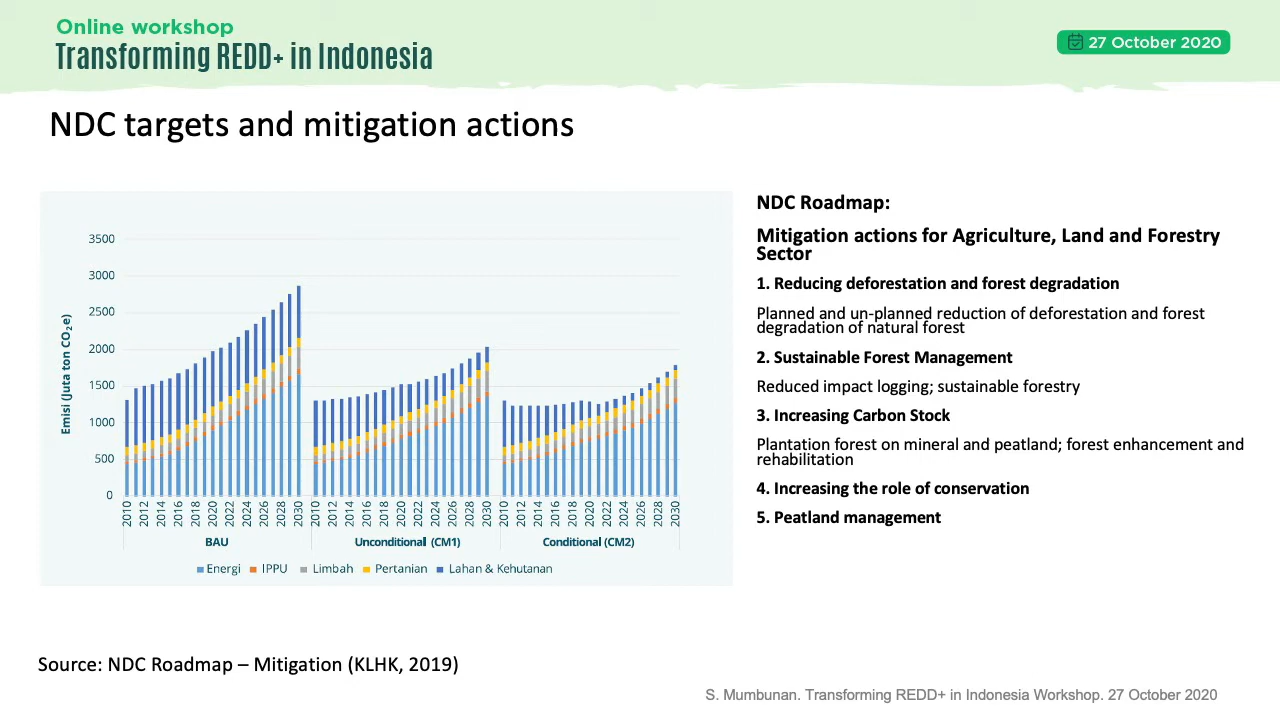 Online workshop
Transforming REDD+ in Indonesia
27 October 2020
NDC targets and mitigation actions
3500
3000
2500
2000
1500
1000
500
0
Emisi (Juta ton CO₂e)
2010 2012 2014 2016 2018 2020 2022 2024 2026 2028 2030 2010 2012 2014 2016 2018 2020 2022 2024 2026 2028 2030 2010 2012 2014 2016 2018 2020 2022 2024 2026 2028 2030
BAU Unconditional (CM1) Conditional (CM2)
Energi IPPU Limbah Pertanian Lahan & Kehutanan
NDC Roadmap:
Mitigation actions for Agriculture, Land and Forestry
Sector
1. Reducing deforestation and forest degradation
Planned and un-planned reduction of deforestation and forest
degradation of natural forest
2. Sustainable Forest Management
Reduced impact logging; sustainable forestry
3. Increasing Carbon Stock
Plantation forest on mineral and peatland; forest enhancement and
rehabilitation
4. Increasing the role of conservation
5. Peatland management
Source: NDC Roadmap – Mitigation (KLHK, 2019)
S. Mumbunan. Transforming REDD+ in Indonesia Workshop. 27 October 2020